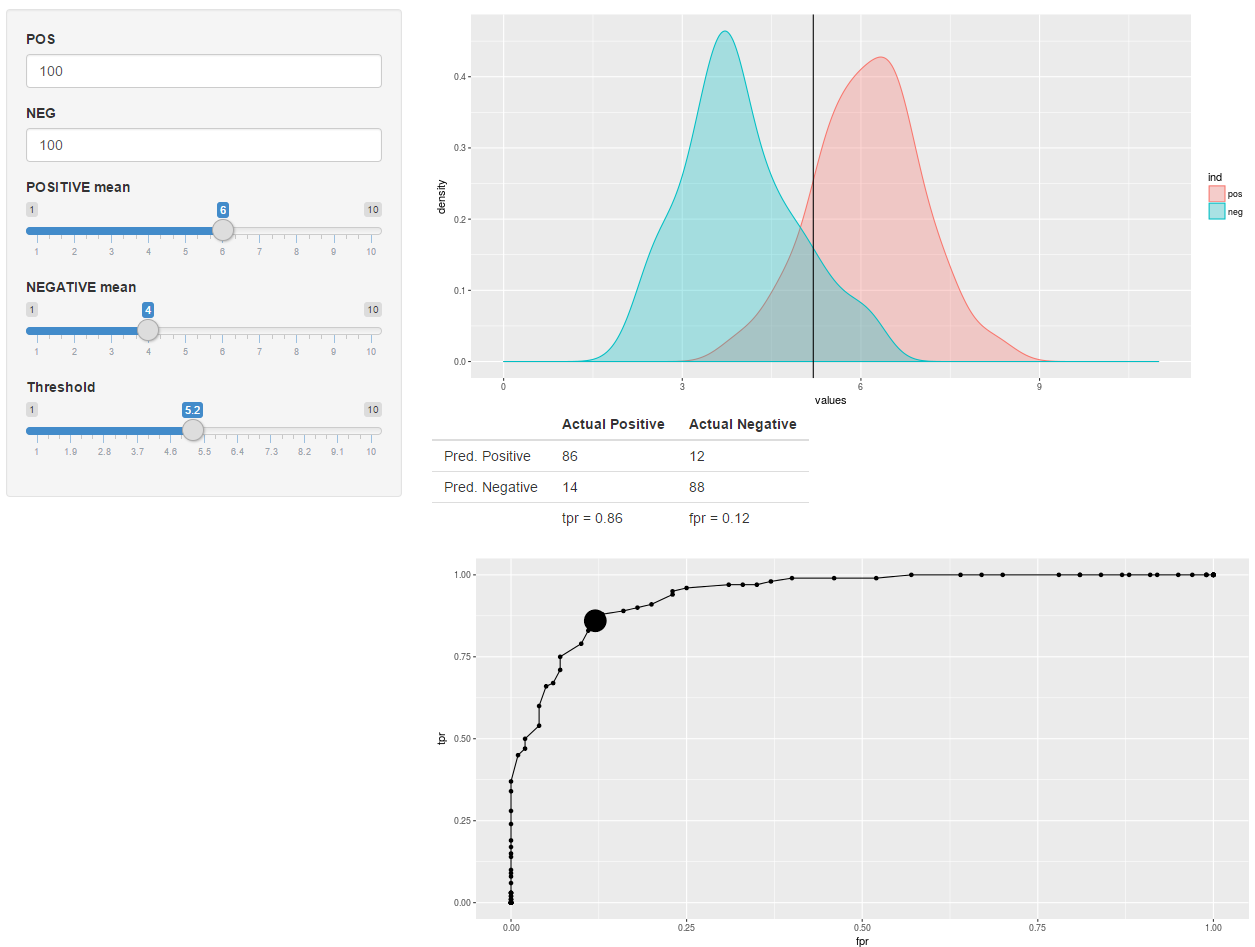 POS
100
NEG
100
POSITIVE mean
1 6 10
1 2 3 4 5 6 7 8 9 10
NEGATIVE mean
1 4 10
1 2 3 4 5 6 7 8 9 10
Threshold
1 5.2 10
1 1.9 2.8 3.7 4.6 5.5 6.4 7.3 8.2 9.1 10
density
0.4
0.3
0.2
0.1
0.0
0 3 6 9
values
ind
pos
neg
Actual Positive Actual Negative
Pred. Positive 86 12
Pred. Negative 14 88
tpr = 0.86 fpr = 0.12
tpr
1.00
0.75
0.50
0.25
0.00
0.00 0.25 0.50 0.75 1.00
fpr